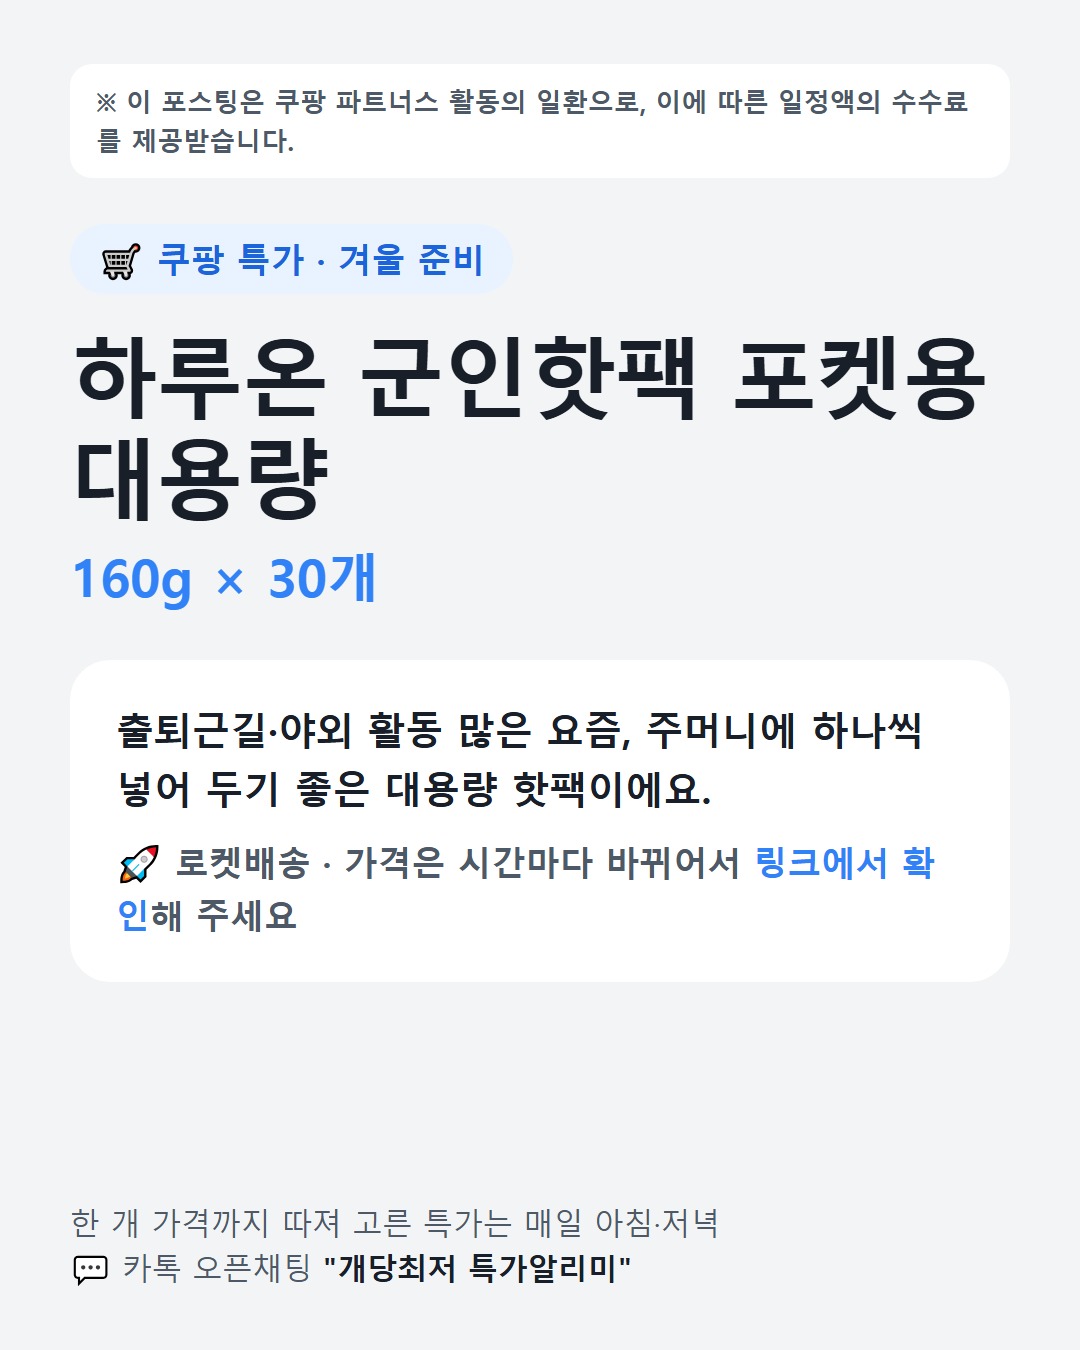 ※ 이 포스팅은 쿠팡 파트너스 활동의 일환으로, 이에 따른 일정액의 수수료
를 제공받습니다.
🛒 쿠팡 특가 · 겨울 준비
하루온 군인핫팩 포켓용
대용량
160g × 30개
출퇴근길·야외 활동 많은 요즘, 주머니에 하나씩
넣어 두기 좋은 대용량 핫팩이에요.
🚀 로켓배송 · 가격은 시간마다 바뀌어서 링크에서 확
인해 주세요
한 개 가격까지 따져 고른 특가는 매일 아침·저녁
💬 카톡 오픈채팅 "개당최저 특가알리미"